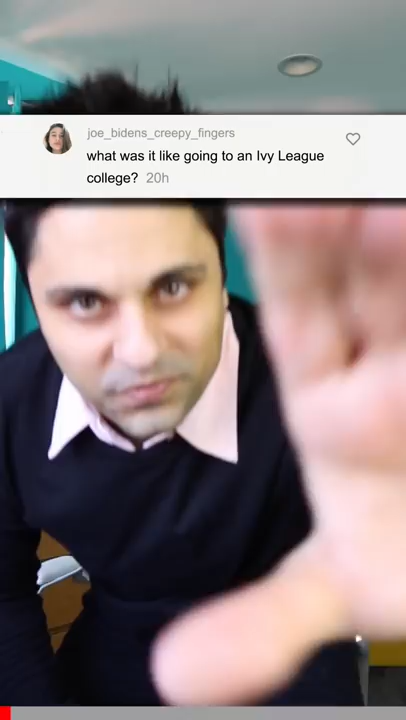 joe_bidens_creepy_fingers
what was it like going to an Ivy League
college? 20h